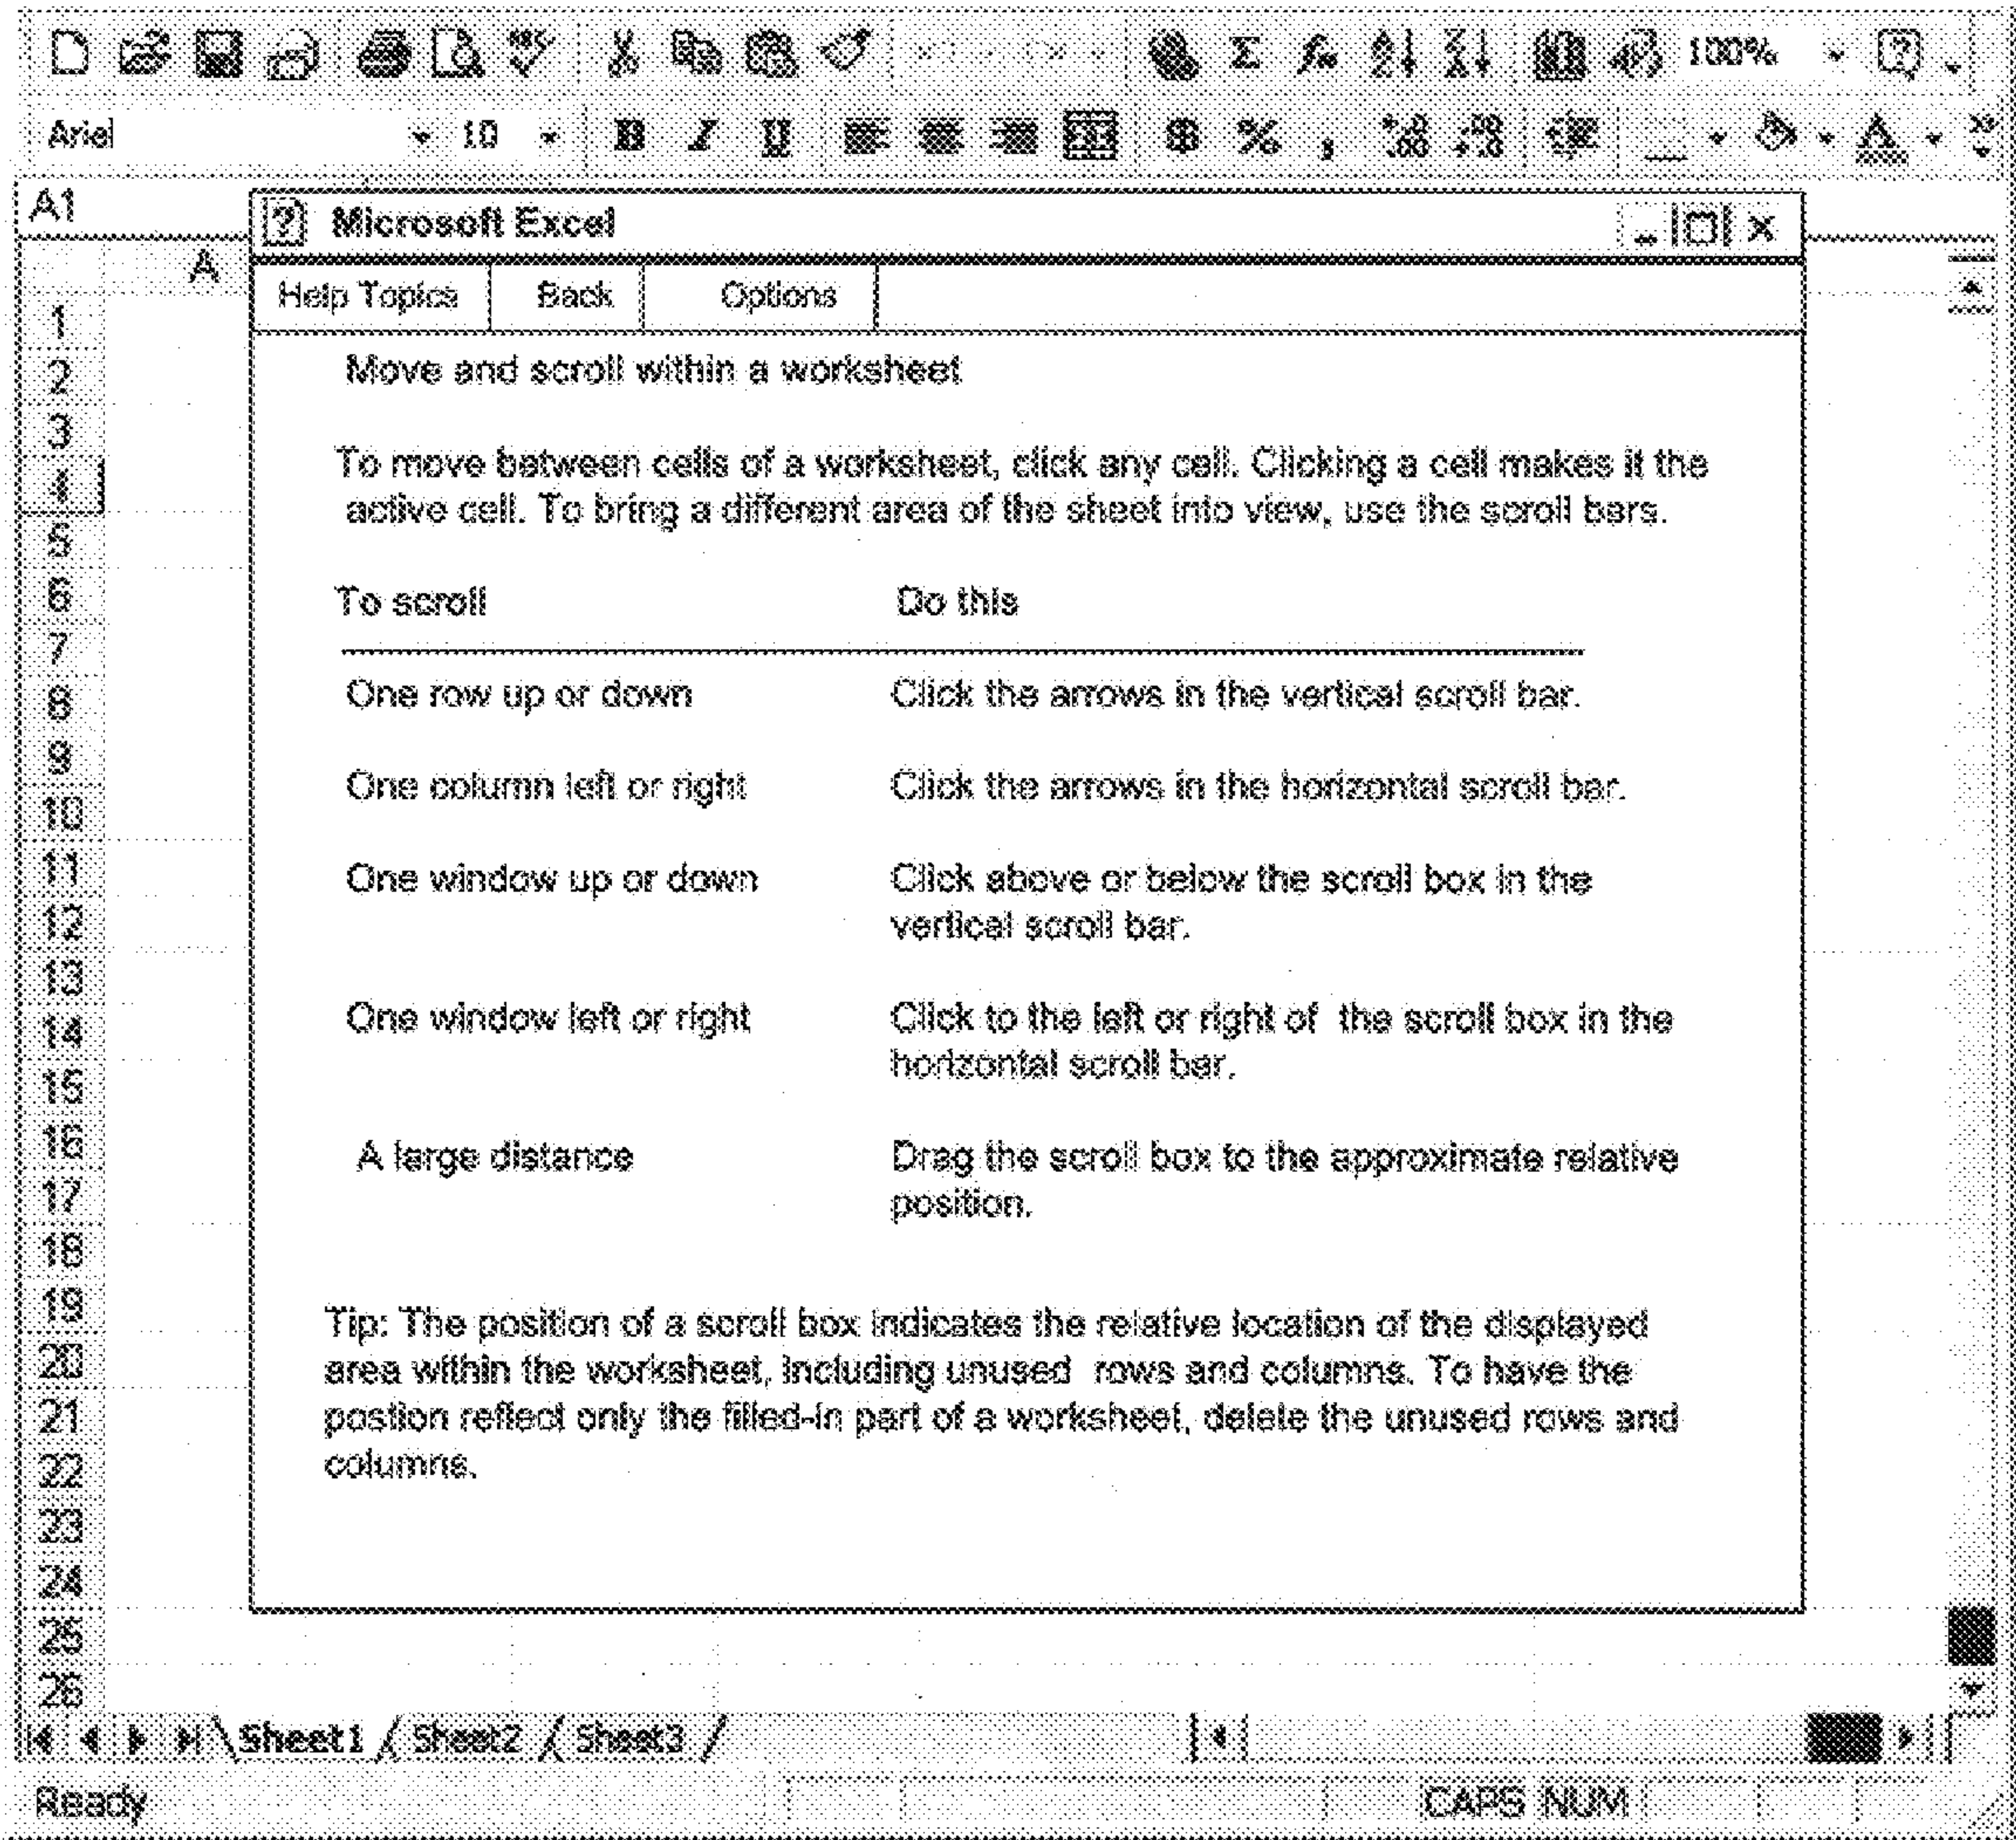 100%
Ariel 10 B I U $ % ,
A1
Microsoft Excel
A
Help Topics Back Options
1
2
3
4
5
6
7
8
9
10
11
12
13
14
15
16
17
18
19
20
21
22
23
24
25
26
Move and scroll within a worksheet
To move between cells of a worksheet, click any cell. Clicking a cell makes it the
active cell. To bring a different area of the sheet into view, use the scroll bars.
To scroll Do this
One row up or down Click the arrows in the vertical scroll bar.
One column left or right Click the arrows in the horizontal scroll bar.
One window up or down Click above or below the scroll box in the
vertical scroll bar.
One window left or right Click to the left or right of the scroll box in the
horizontal scroll bar.
A large distance Drag the scroll box to the approximate relative
position.
Tip: The position of a scroll box indicates the relative location of the displayed
area within the worksheet, including unused rows and columns. To have the
postion reflect only the filled-in part of a worksheet, delete the unused rows and
columns.
Sheet1 Sheet2 Sheet3
Ready CAPS NUM